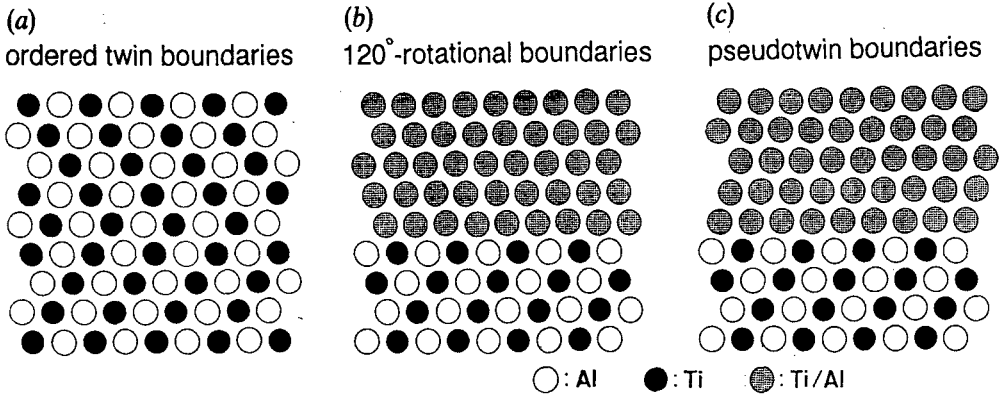 (a)
ordered twin boundaries
(b)
120°-rotational boundaries
(c)
pseudotwin boundaries
: Al : Ti : Ti/Al